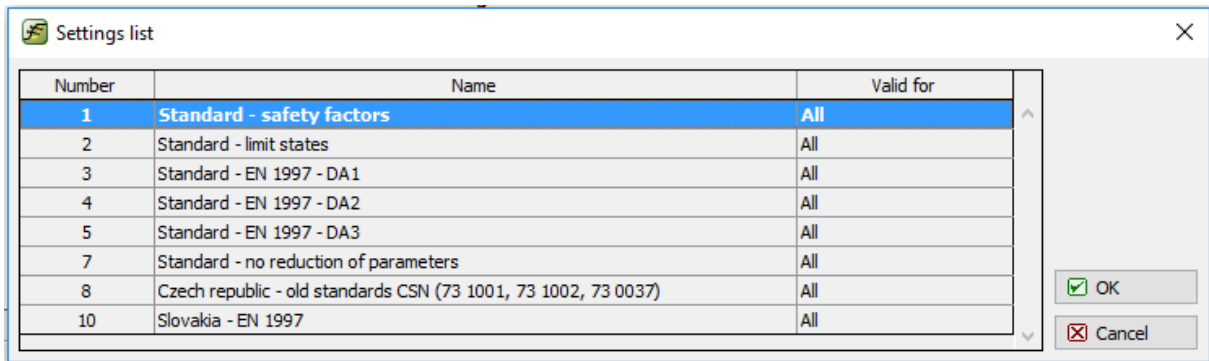 Settings list
Number Name Valid for
1 Standard - safety factors All
2 Standard - limit states All
3 Standard - EN 1997 - DA1 All
4 Standard - EN 1997 - DA2 All
5 Standard - EN 1997 - DA3 All
7 Standard - no reduction of parameters All
8 Czech republic - old standards CSN (73 1001, 73 1002, 73 0037) All
10 Slovakia - EN 1997 All
OK
Cancel